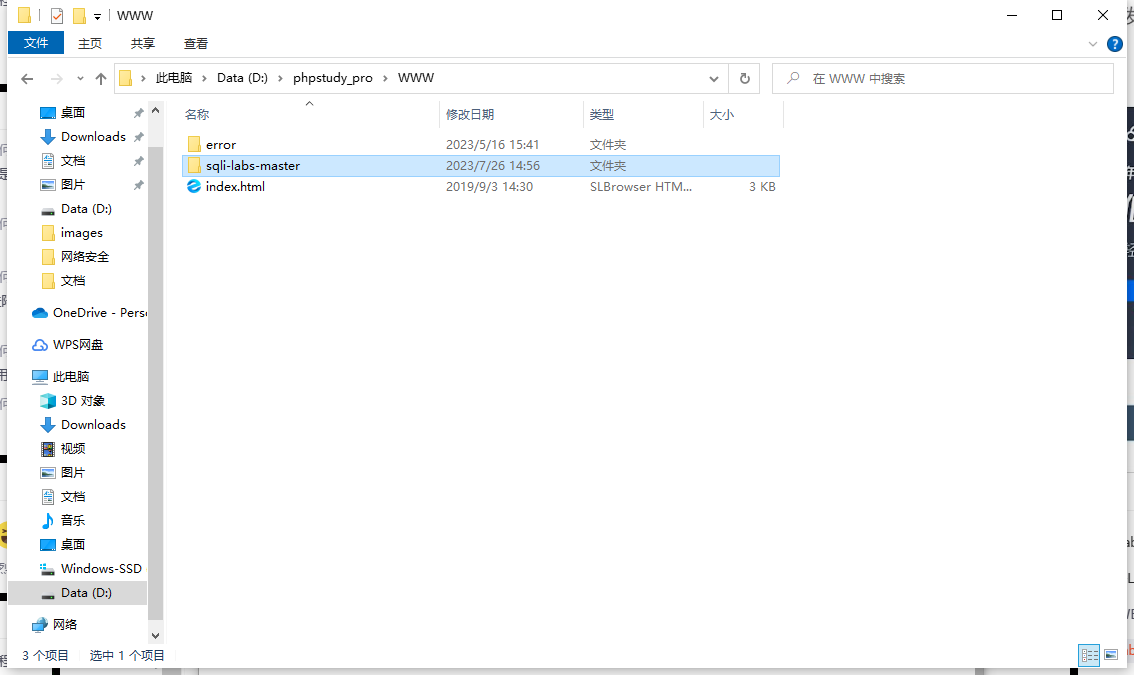 WWW
文件 主页 共享 查看
此电脑 Data (D:) phpstudy_pro WWW
在 WWW 中搜索
名称 修改日期 类型 大小
error 2023/5/16 15:41 文件夹
sqli-labs-master 2023/7/26 14:56 文件夹
index.html 2019/9/3 14:30 SLBrowser HTM... 3 KB
桌面
Downloads
文档
图片
Data (D:)
images
网络安全
文档
OneDrive - Pers
WPS网盘
此电脑
3D 对象
Downloads
视频
图片
文档
音乐
桌面
Windows-SSD
Data (D:)
网络
3 个项目 选中 1 个项目